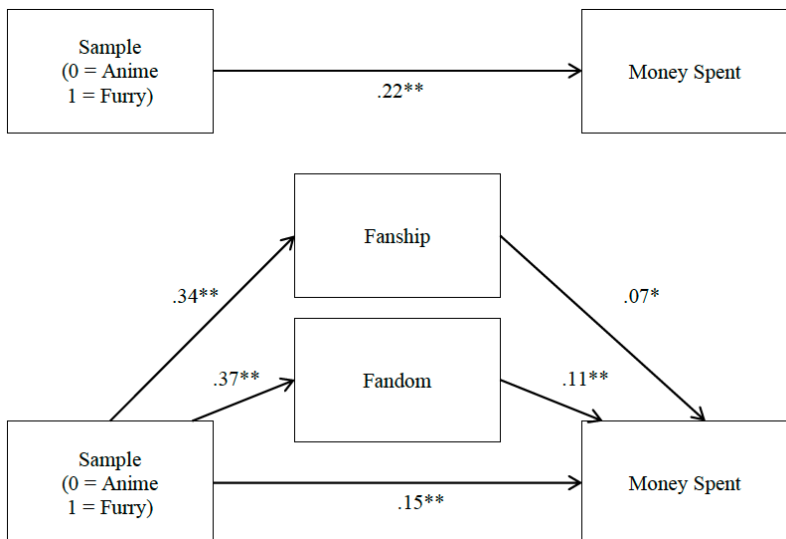 Sample
(0 = Anime
1 = Furry)
.22**
Money Spent
Fanship
.34**
.07*
.37**
Fandom
.11**
Sample
(0 = Anime
1 = Furry)
.15**
Money Spent